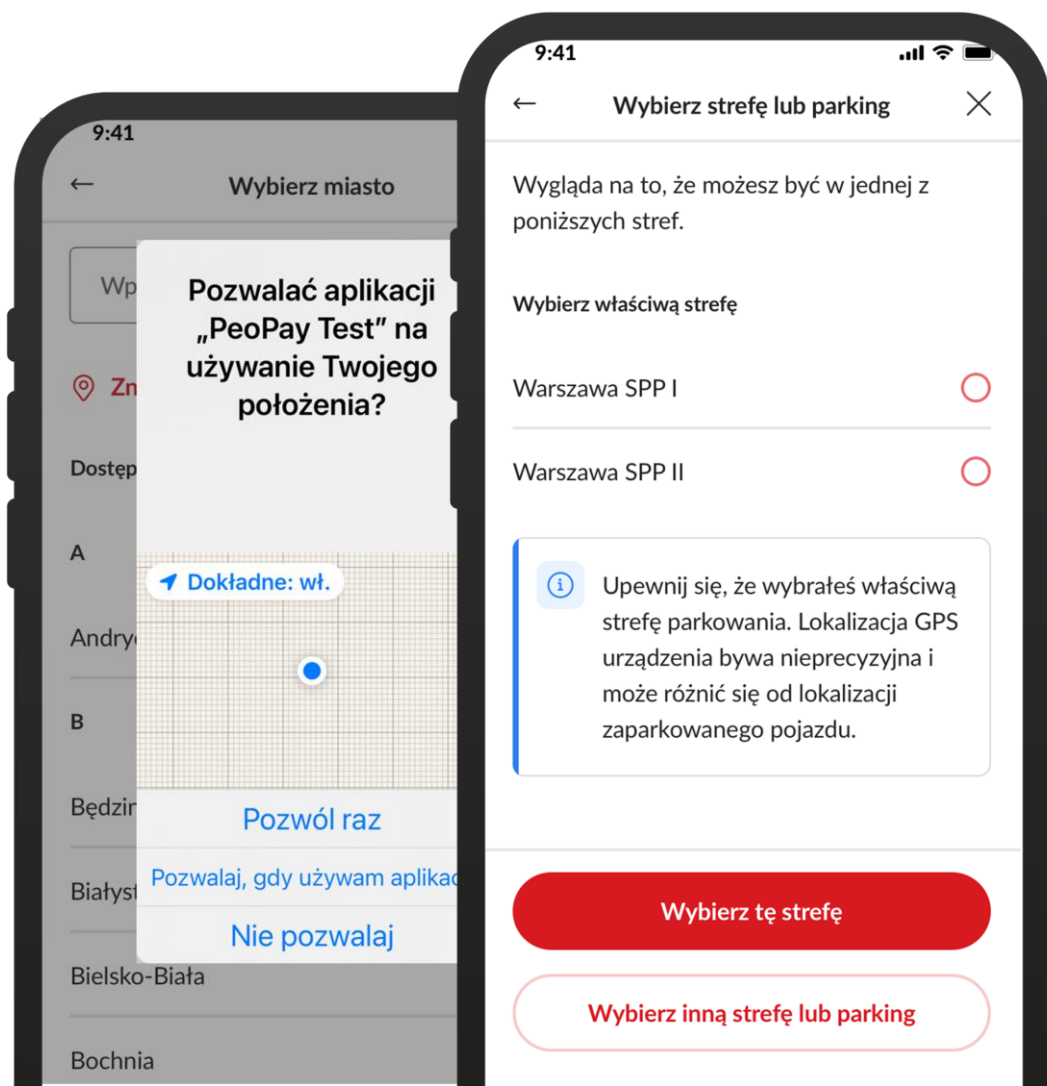 9:41
Wybierz miasto
Wp
Zn
Dostęp
A
Andry
B
Będzin
Białyst
Bielsko-Biała
Bochnia
Pozwalać aplikacji
„PeoPay Test” na
używanie Twojego
położenia?
Dokładne: wł.
Pozwól raz
Pozwalaj, gdy używam aplikac
Nie pozwalaj
9:41
Wybierz strefę lub parking
Wygląda na to, że możesz być w jednej z
poniższych stref.
Wybierz właściwą strefę
Warszawa SPP I
Warszawa SPP II
Upewnij się, że wybrałeś właściwą
strefę parkowania. Lokalizacja GPS
urządzenia bywa nieprecyzyjna i
może różnić się od lokalizacji
zaparkowanego pojazdu.
Wybierz tę strefę
Wybierz inną strefę lub parking